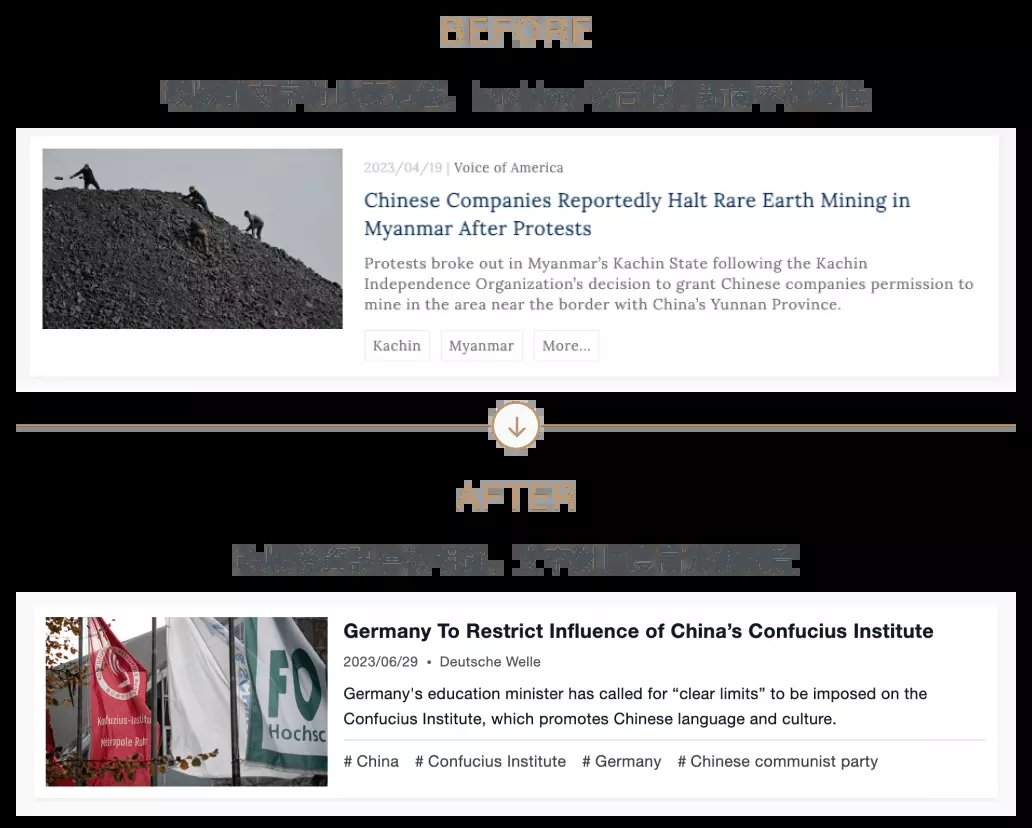 BEFORE
2023/04/19 | Voice of America
Chinese Companies Reportedly Halt Rare Earth Mining in
Myanmar After Protests
Protests broke out in Myanmar’s Kachin State following the Kachin
Independence Organization’s decision to grant Chinese companies permission to
mine in the area near the border with China’s Yunnan Province.
Kachin
Myanmar
More...
AFTER
Germany To Restrict Influence of China’s Confucius Institute
2023/06/29 • Deutsche Welle
Germany's education minister has called for “clear limits” to be imposed on the
Confucius Institute, which promotes Chinese language and culture.
# China # Confucius Institute # Germany # Chinese communist party
Konfuzius-Institu
Metropole Ruhr
FO
Hochsc